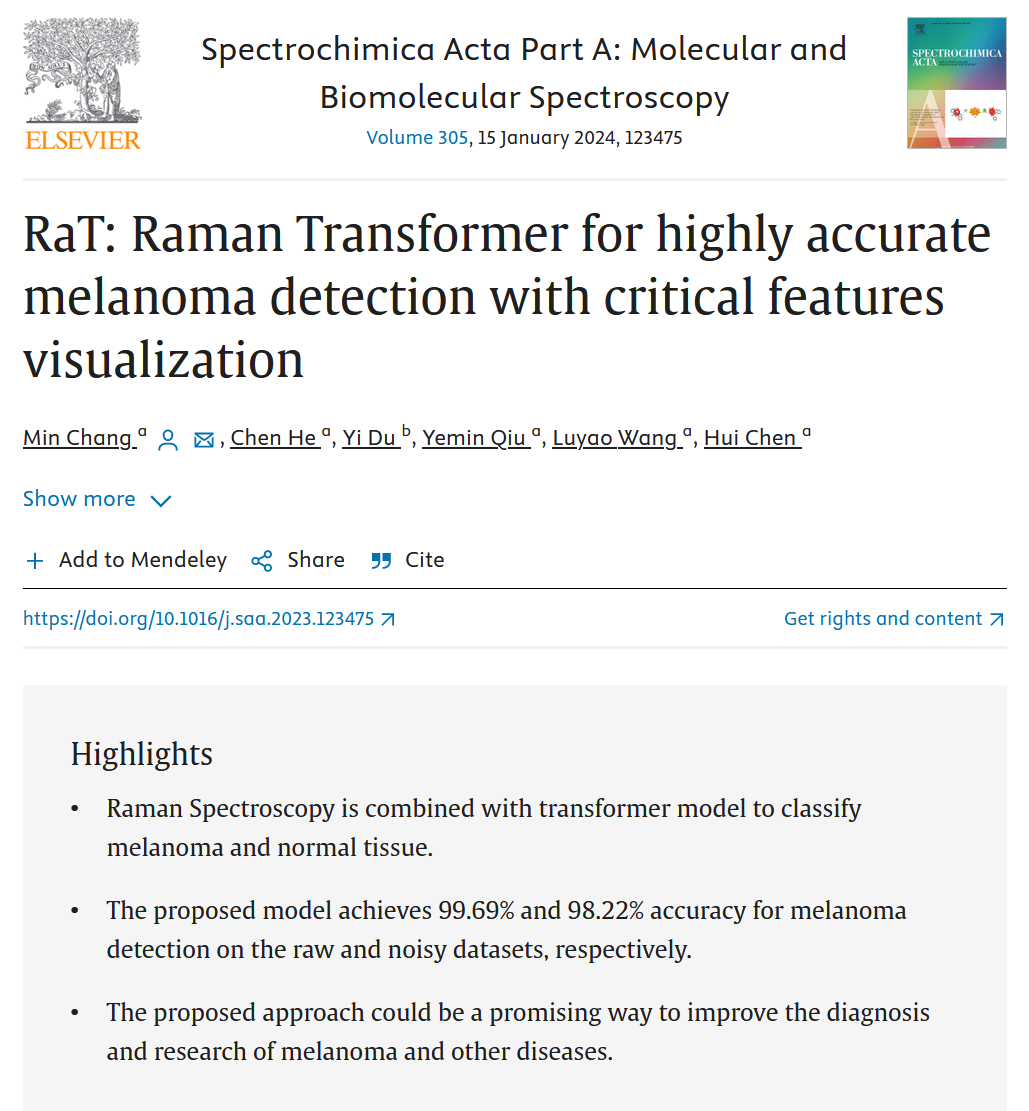 ELSEVIER
Spectrochimica Acta Part A: Molecular and
Biomolecular Spectroscopy
Volume 305, 15 January 2024, 123475
SPECTROCHIMICA
ACTA
A
RaT: Raman Transformer for highly accurate
melanoma detection with critical features
visualization
Min Chang a , Chen He a, Yi Du b, Yemin Qiu a, Luyao Wang a, Hui Chen a
Show more
Add to Mendeley Share Cite
https://doi.org/10.1016/j.saa.2023.123475 Get rights and content
Highlights
• Raman Spectroscopy is combined with transformer model to classify
melanoma and normal tissue.
• The proposed model achieves 99.69% and 98.22% accuracy for melanoma
detection on the raw and noisy datasets, respectively.
• The proposed approach could be a promising way to improve the diagnosis
and research of melanoma and other diseases.